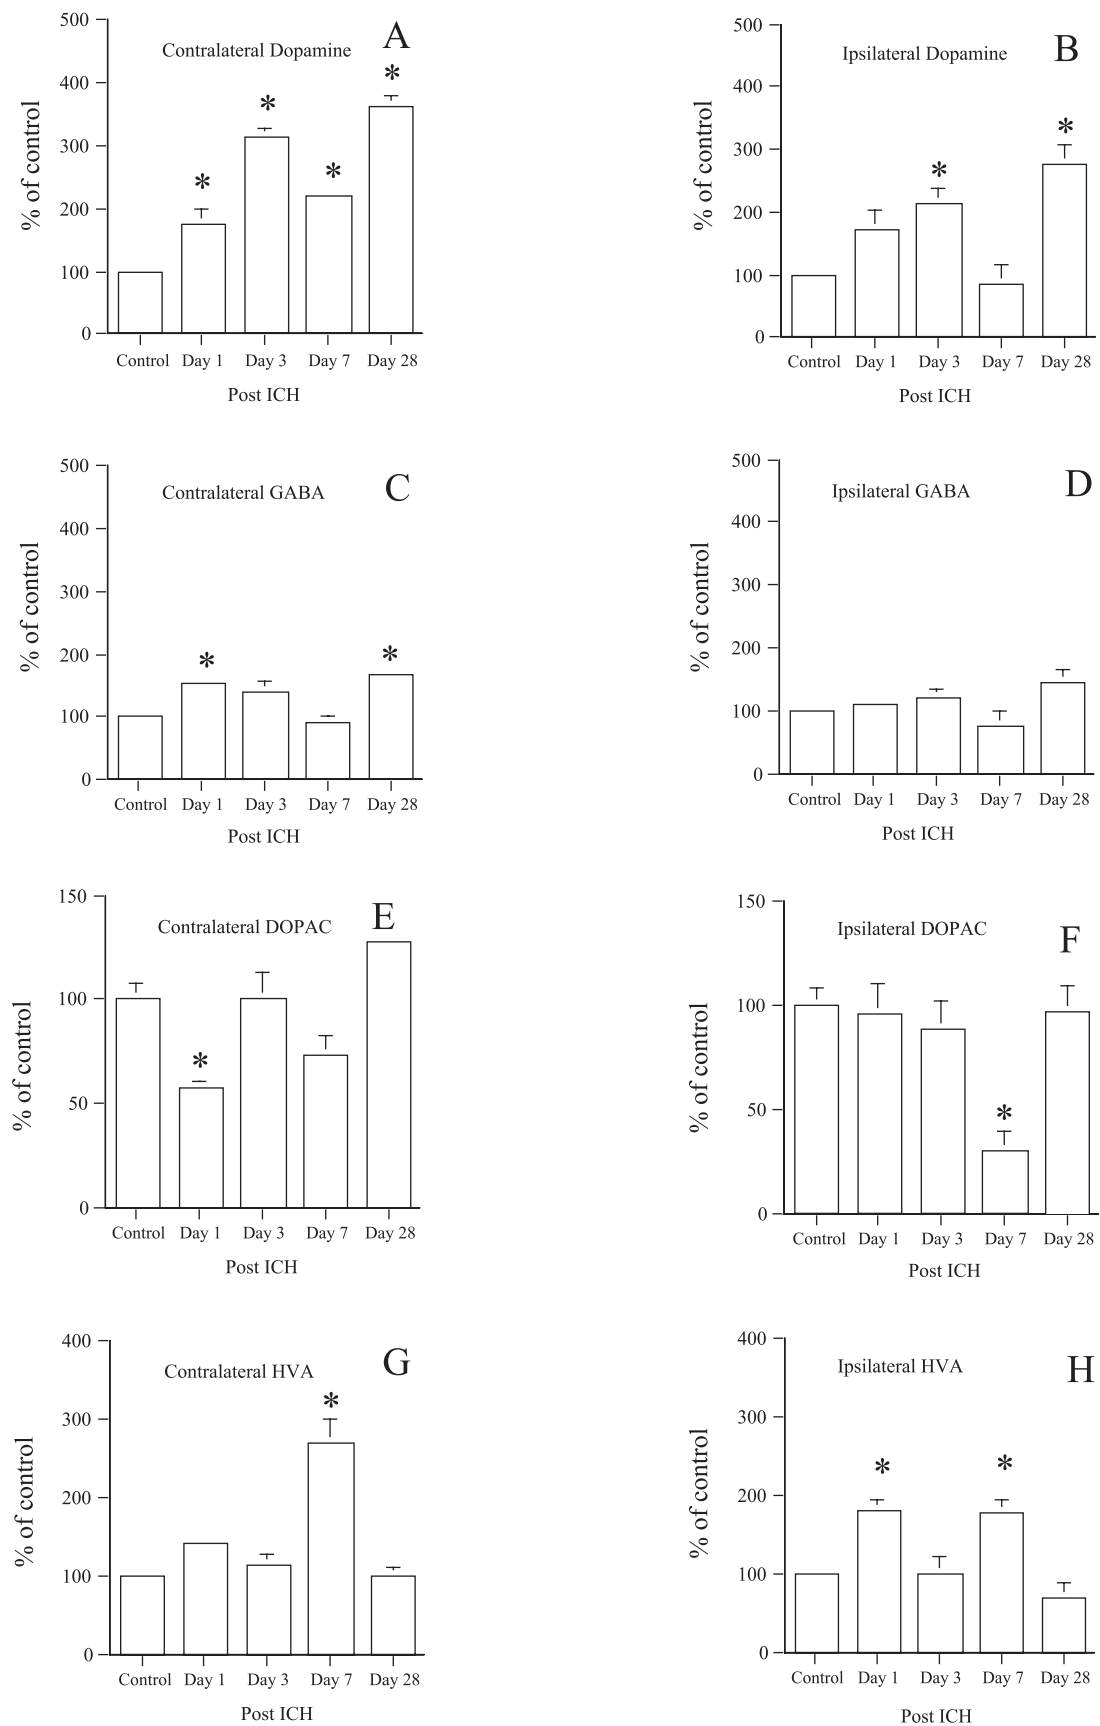 Contralateral Dopamine
A
% of control
500
400
300
200
100
0
*
*
*
*
Control Day 1 Day 3 Day 7 Day 28
Post ICH
Ipsilateral Dopamine
B
% of control
500
400
300
200
100
0
*
*
Control Day 1 Day 3 Day 7 Day 28
Post ICH
Contralateral GABA
C
% of control
500
400
300
200
100
0
*
*
Control Day 1 Day 3 Day 7 Day 28
Post ICH
Ipsilateral GABA
D
% of control
500
400
300
200
100
0
Control Day 1 Day 3 Day 7 Day 28
Post ICH
Contralateral DOPAC
E
% of control
150
100
50
0
*
Control Day 1 Day 3 Day 7 Day 28
Post ICH
Ipsilateral DOPAC
F
% of control
150
100
50
0
*
Control Day 1 Day 3 Day 7 Day 28
Post ICH
Contralateral HVA
G
% of control
400
300
200
100
0
*
Control Day 1 Day 3 Day 7 Day 28
Post ICH
Ipsilateral HVA
H
% of control
400
300
200
100
0
*
*
Control Day 1 Day 3 Day 7 Day 28
Post ICH